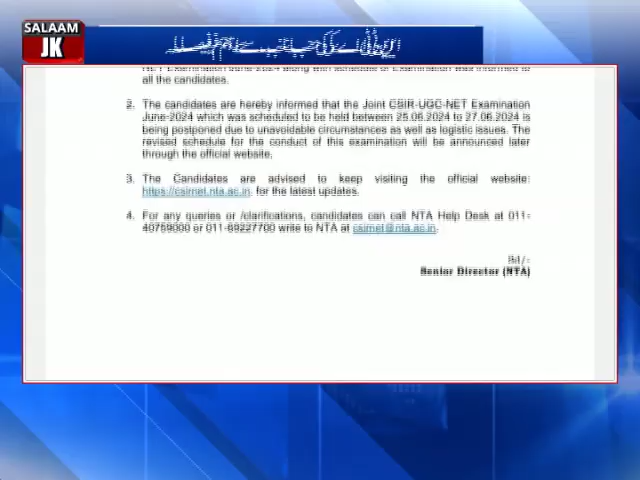 SALAAM
JK
all the candidates.
2. The candidates are hereby informed that the Joint CSIR-UGC-NET Examination
June-2024 which was scheduled to be held between 25.06.2024 to 27.06.2024 is
being postponed due to unavoidable circumstances as well as logistic issues. The
revised schedule for the conduct of this examination will be announced later
through the official website.
3. The Candidates are advised to keep visiting the official website:
https://csirnet.nta.ac.in. for the latest updates.
4. For any queries or /clarifications, candidates can call NTA Help Desk at 011-
40759000 or 011-69227700 write to NTA at csirnet@nta.ac.in.
Sd/-
Senior Director (NTA)